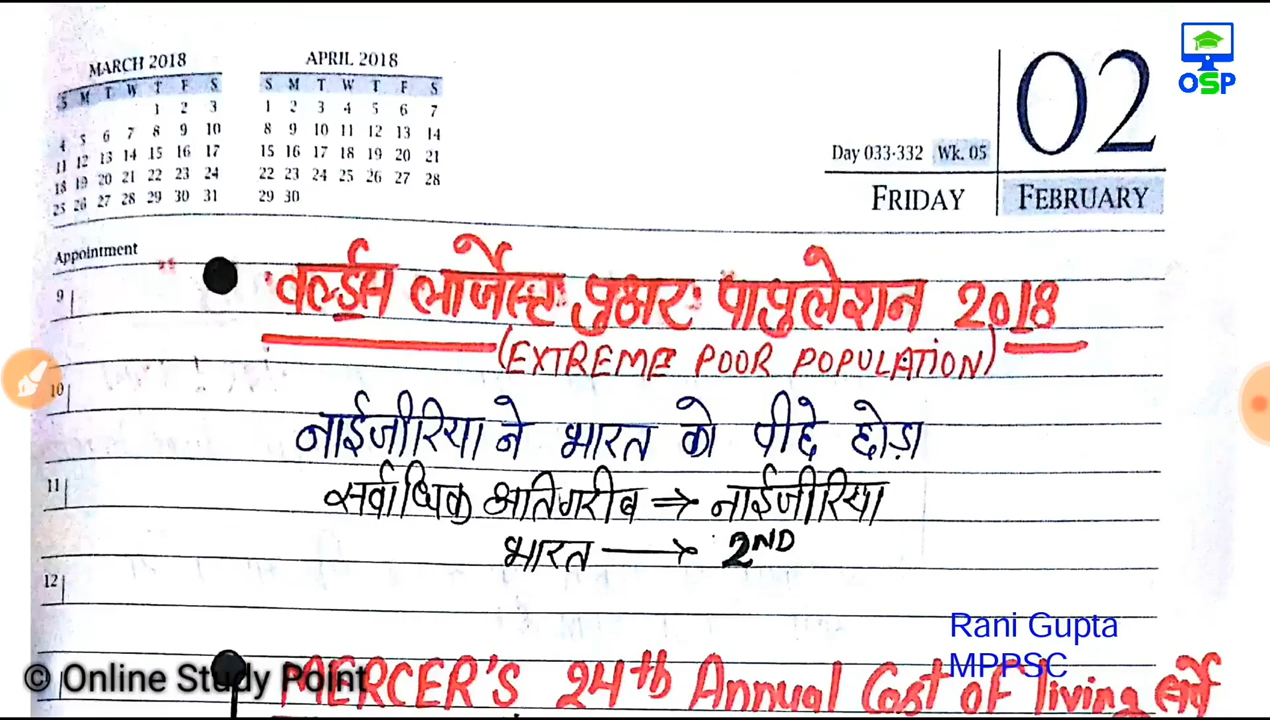 MARCH 2018
S M T W T F S
1 2 3
4 5 6 7 8 9 10
11 12 13 14 15 16 17
18 19 20 21 22 23 24
25 26 27 28 29 30 31
APRIL 2018
S M T W T F S
1 2 3 4 5 6 7
8 9 10 11 12 13 14
15 16 17 18 19 20 21
22 23 24 25 26 27 28
29 30
02
Day 033-332 Wk. 05
FRIDAY FEBRUARY
OSP
Appointment
9
वर्ल्ड्स लार्जेस्ट पुअर पापुलेशन 2018
(EXTREME POOR POPULATION)
10
नाईजीरिया ने भारत को पीछे छोड़ा
11
सर्वाधिक अतिगरीब ⇒ नाईजीरिया
भारत → 2ND
12
Rani Gupta
MPPSC
MERCER'S 24th Annual Cost of living सर्वे
© Online Study Point